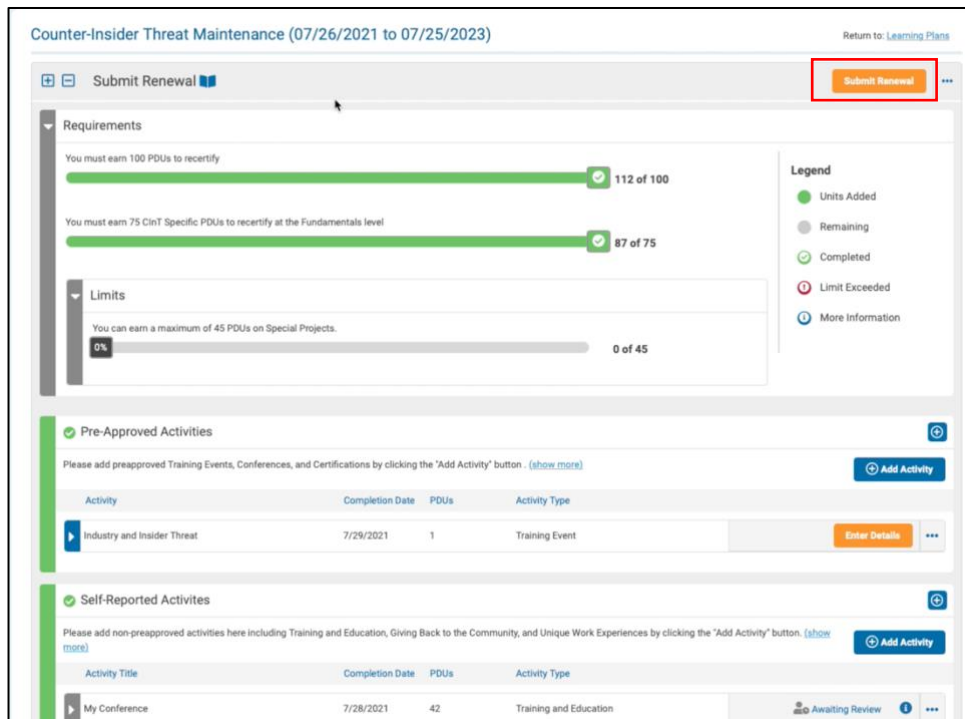 Counter-Insider Threat Maintenance (07/26/2021 to 07/25/2023)
Return to: Learning Plans
Submit Renewal
Submit Renewal
Requirements
You must earn 100 PDUs to recertify
112 of 100
You must earn 75 CInT Specific PDUs to recertify at the Fundamentals level
87 of 75
Legend
Units Added
Remaining
Completed
Limit Exceeded
More Information
Limits
You can earn a maximum of 45 PDUs on Special Projects.
0%
0 of 45
Pre-Approved Activities
Please add preapproved Training Events, Conferences, and Certifications by clicking the "Add Activity" button . (show more)
Add Activity
Activity Completion Date PDUs Activity Type
Industry and Insider Threat 7/29/2021 1 Training Event Enter Details
Self-Reported Activites
Please add non-preapproved activities here including Training and Education, Giving Back to the Community, and Unique Work Experiences by clicking the "Add Activity" button. (show
more)
Add Activity
Activity Title Completion Date PDUs Activity Type
My Conference 7/28/2021 42 Training and Education Awaiting Review